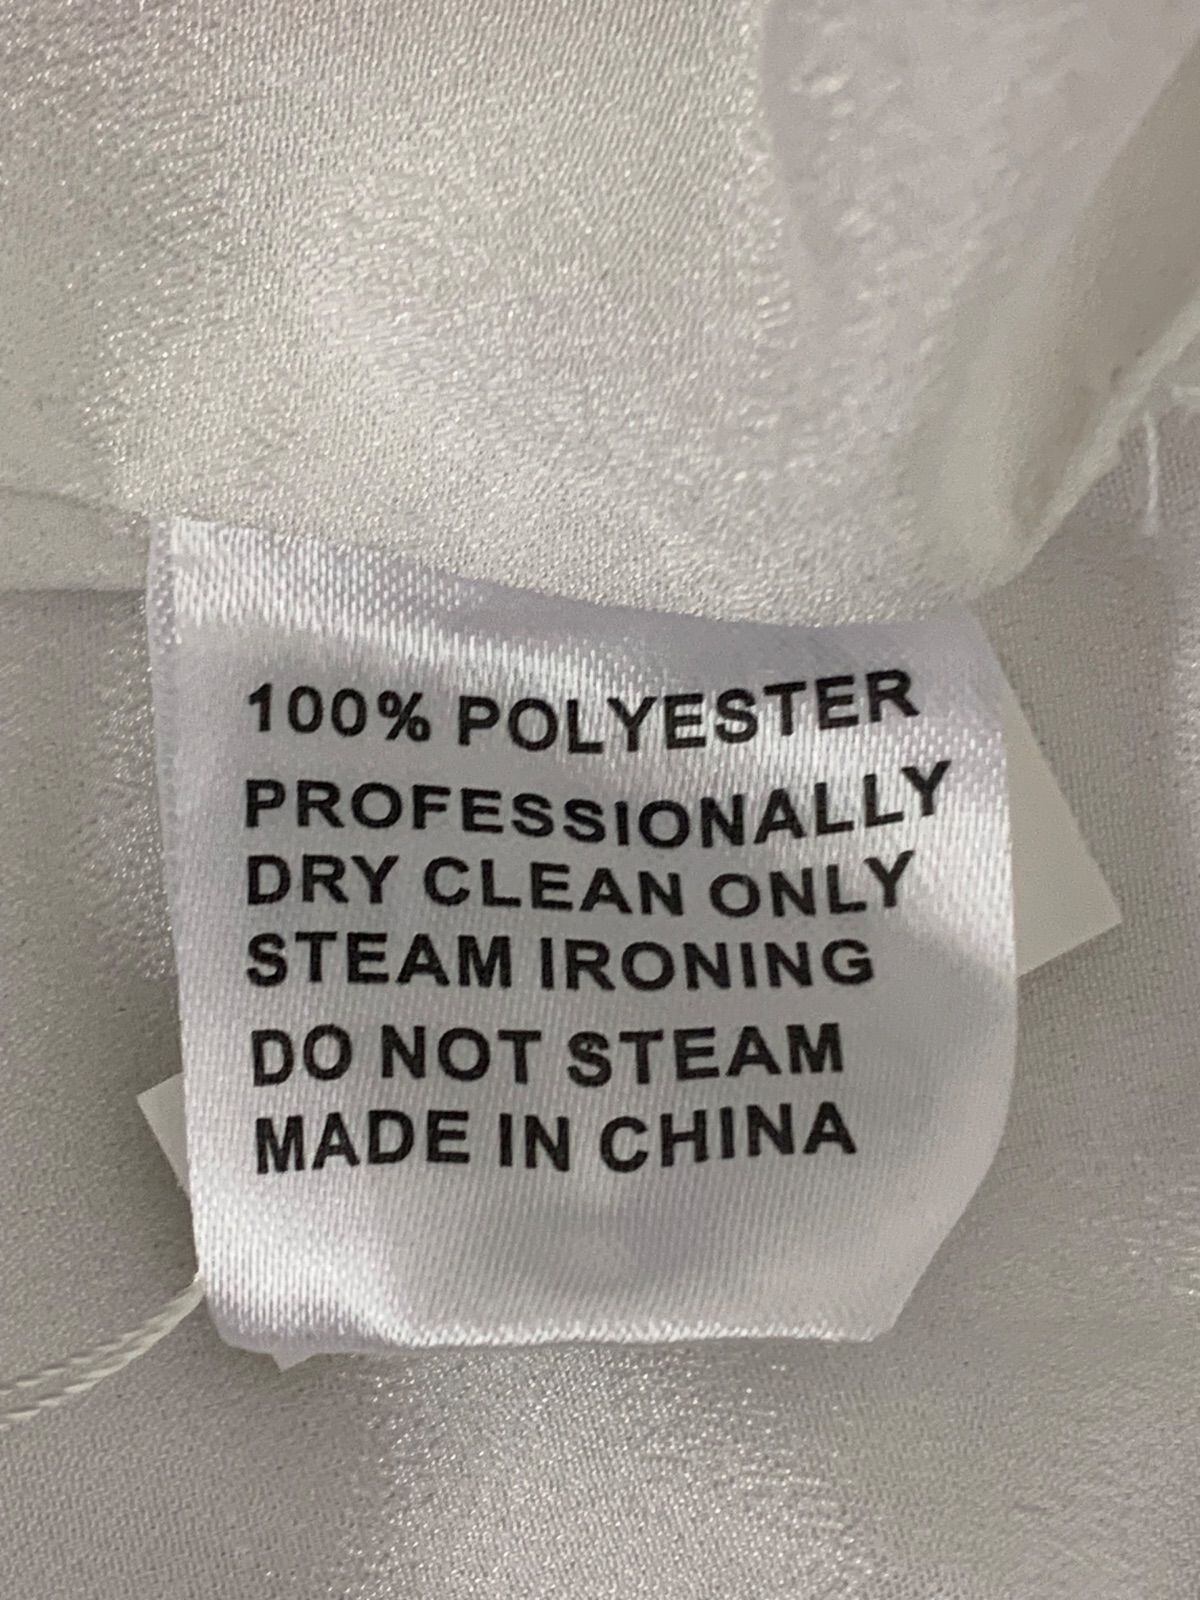 100% POLYESTER
PROFESSIONALLY
DRY CLEAN ONLY
STEAM IRONING
DO NOT STEAM
MADE IN CHINA